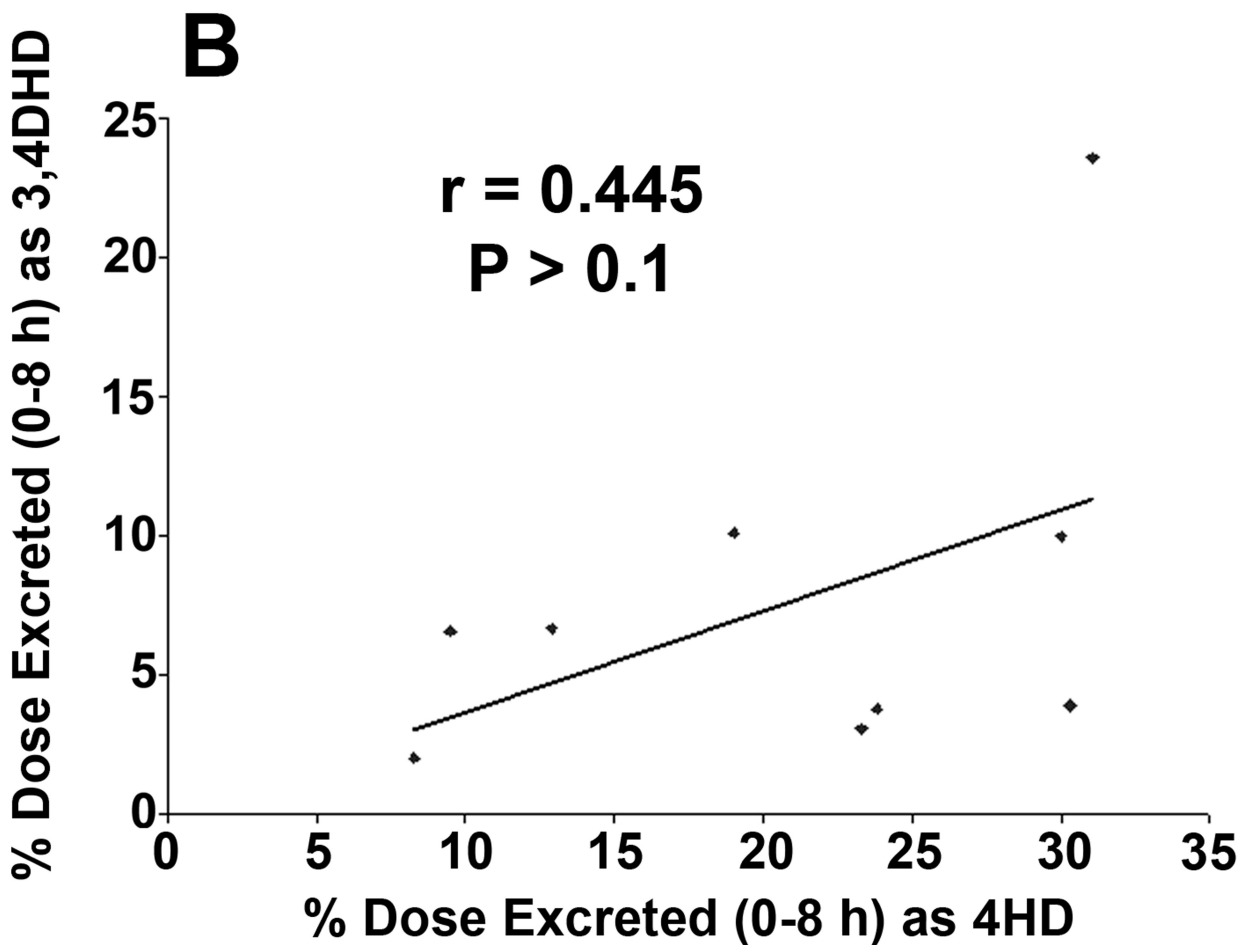 B
% Dose Excreted (0-8 h) as 3,4DHD
25
20
15
10
5
0
r = 0.445
P > 0.1
0 5 10 15 20 25 30 35
% Dose Excreted (0-8 h) as 4HD